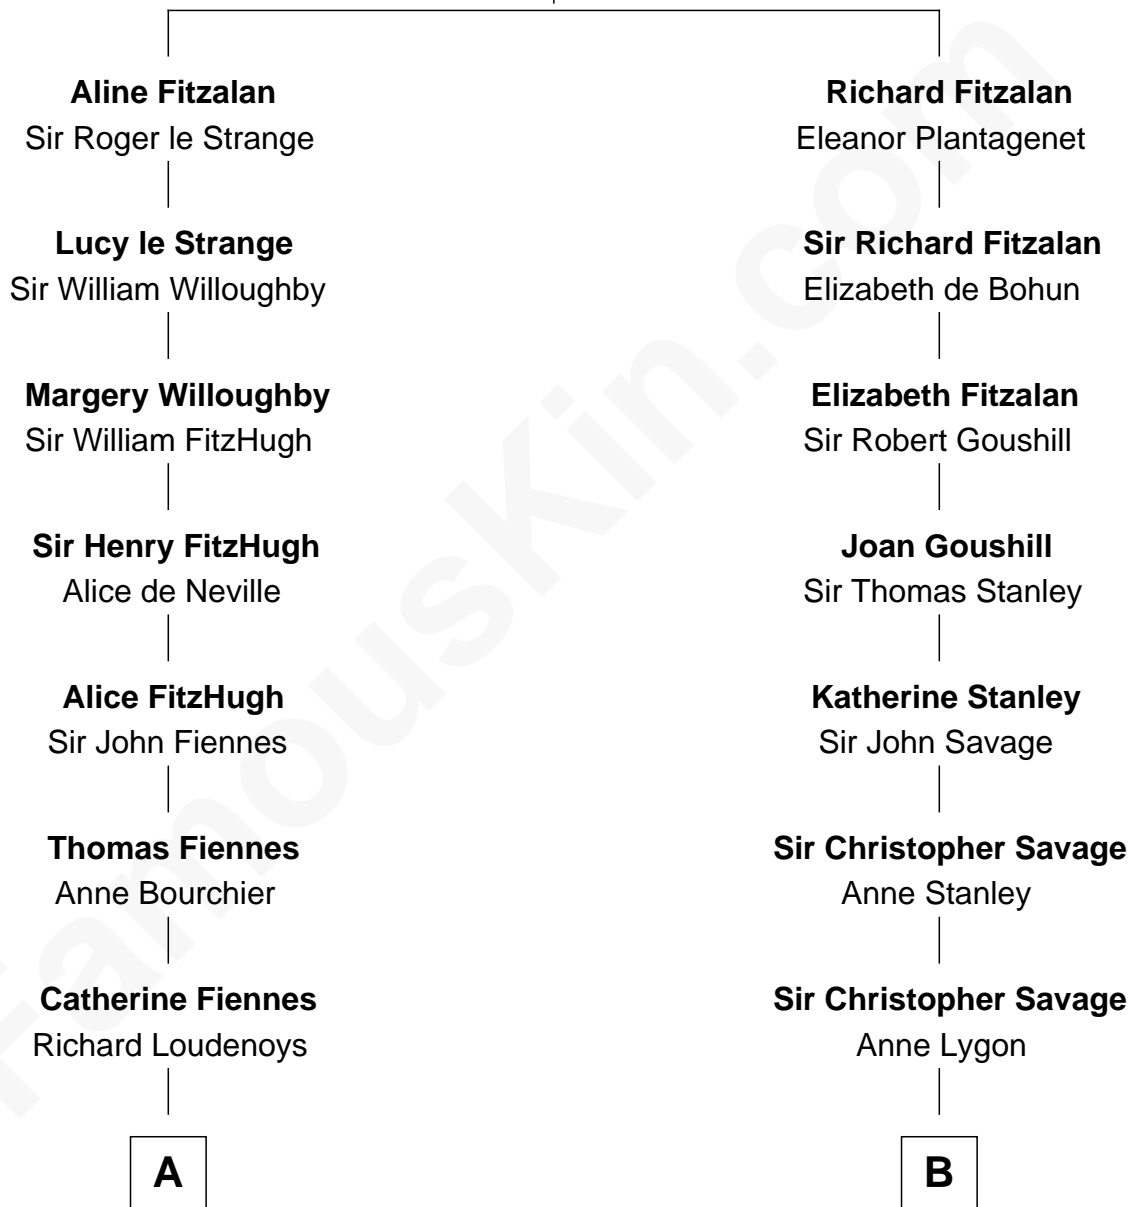 Aline Fitzalan
Sir Roger le Strange
Lucy le Strange
Sir William Willoughby
Margery Willoughby
Sir William FitzHugh
Sir Henry FitzHugh
Alice de Neville
Alice FitzHugh
Sir John Fiennes
Thomas Fiennes
Anne Bourchier
Catherine Fiennes
Richard Loudenoys
A
Richard Fitzalan
Eleanor Plantagenet
Sir Richard Fitzalan
Elizabeth de Bohun
Elizabeth Fitzalan
Sir Robert Goushill
Joan Goushill
Sir Thomas Stanley
Katherine Stanley
Sir John Savage
Sir Christopher Savage
Anne Stanley
Sir Christopher Savage
Anne Lygon
B
FamousKin.com